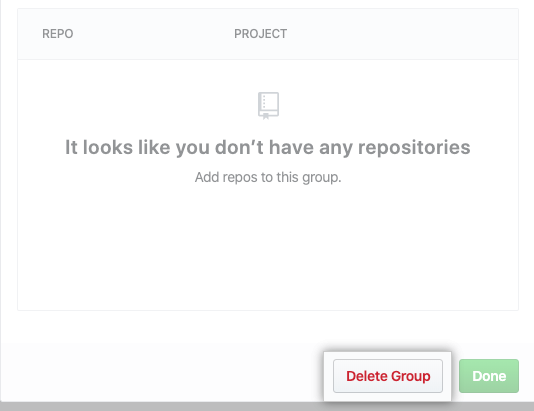 REPO PROJECT
It looks like you don’t have any repositories
Add repos to this group.
Delete Group Done